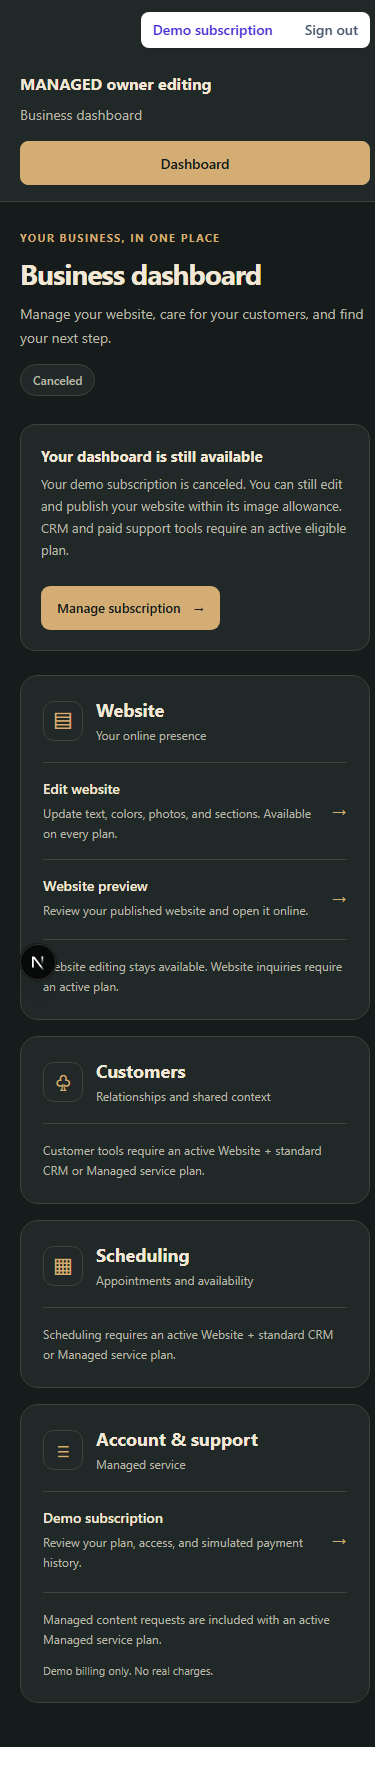 Demo subscription Sign out
MANAGED owner editing
Business dashboard
Dashboard
YOUR BUSINESS, IN ONE PLACE
Business dashboard
Manage your website, care for your customers, and find
your next step.
Canceled
Your dashboard is still available
Your demo subscription is canceled. You can still edit
and publish your website within its image allowance.
CRM and paid support tools require an active eligible
plan.
Manage subscription →
Website
Your online presence
Edit website
Update text, colors, photos, and sections. Available
on every plan.
→
Website preview
Review your published website and open it online.
→
N
ebsite editing stays available. Website inquiries require
an active plan.
Customers
Relationships and shared context
Customer tools require an active Website + standard
CRM or Managed service plan.
Scheduling
Appointments and availability
Scheduling requires an active Website + standard CRM
or Managed service plan.
Account & support
Managed service
Demo subscription
Review your plan, access, and simulated payment
history.
→
Managed content requests are included with an active
Managed service plan.
Demo billing only. No real charges.